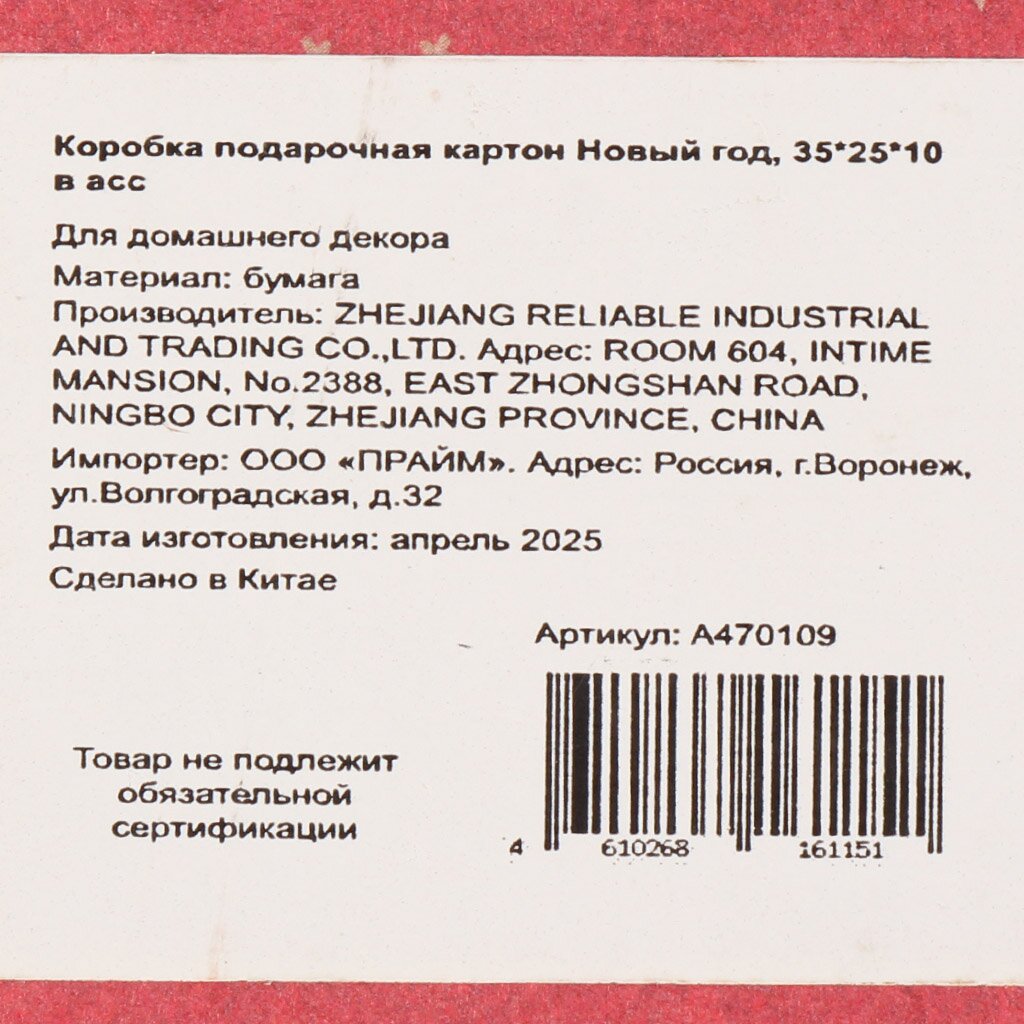 Коробка подарочная картон Новый год, 35*25*10
в асс
Для домашнего декора
Материал: бумага
Производитель: ZHEJIANG RELIABLE INDUSTRIAL
AND TRADING CO.,LTD. Адрес: ROOM 604, INTIME
MANSION, No.2388, EAST ZHONGSHAN ROAD,
NINGBO CITY, ZHEJIANG PROVINCE, CHINA
Импортер: ООО «ПРАЙМ». Адрес: Россия, г.Воронеж,
ул.Волгоградская, д.32
Дата изготовления: апрель 2025
Сделано в Китае
Артикул: А470109
Товар не подлежит
обязательной
сертификации
4 610268 161151